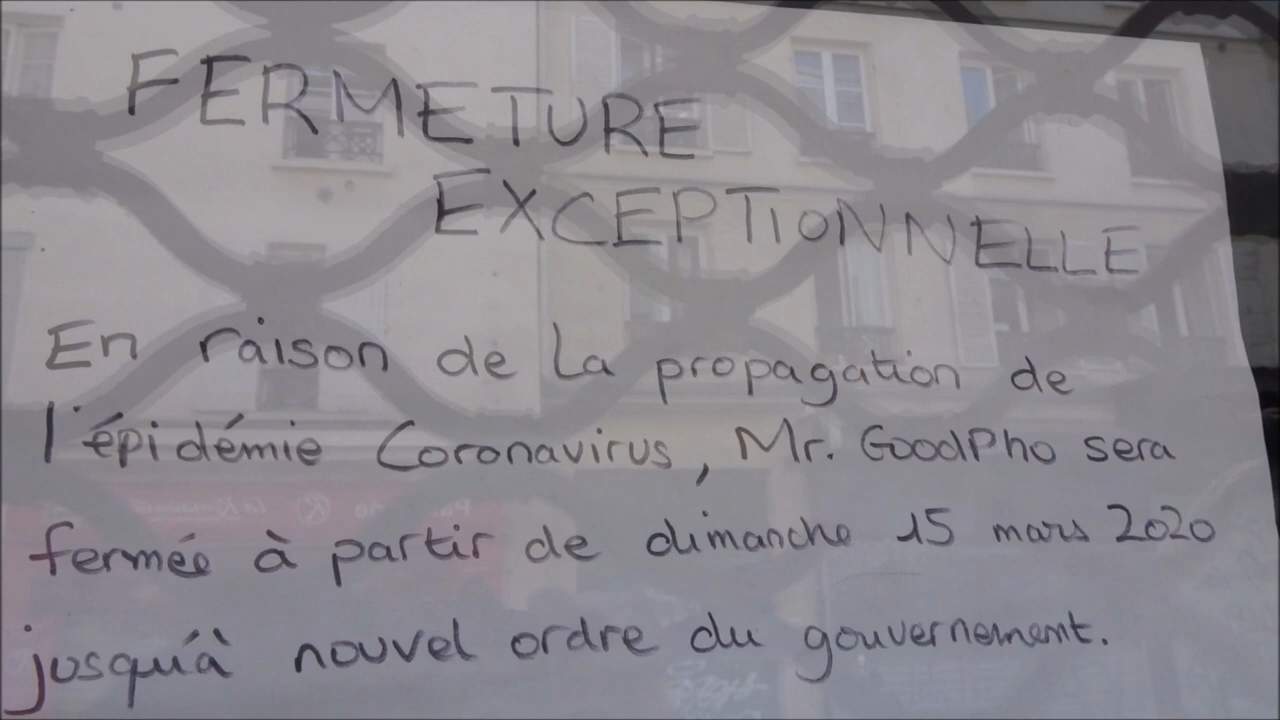 FERMETURE
EXCEPTIONNELLE
En raison de la propagation de
l'épidémie Coronavirus, Mr. GoodPho sera
fermée à partir de dimanche 15 mars 2020
jusqu'à nouvel ordre du gouvernement.